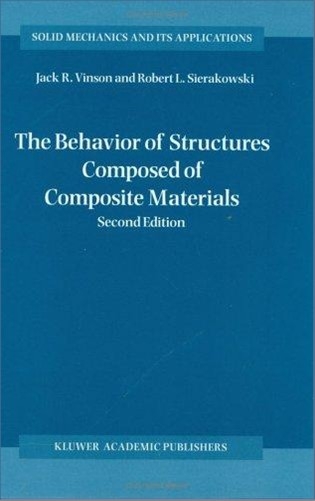 SOLID MECHANICS AND ITS APPLICATIONS
Jack R. Vinson and Robert L. Sierakowski
The Behavior of Structures
Composed of
Composite Materials
Second Edition
KLUWER ACADEMIC PUBLISHERS